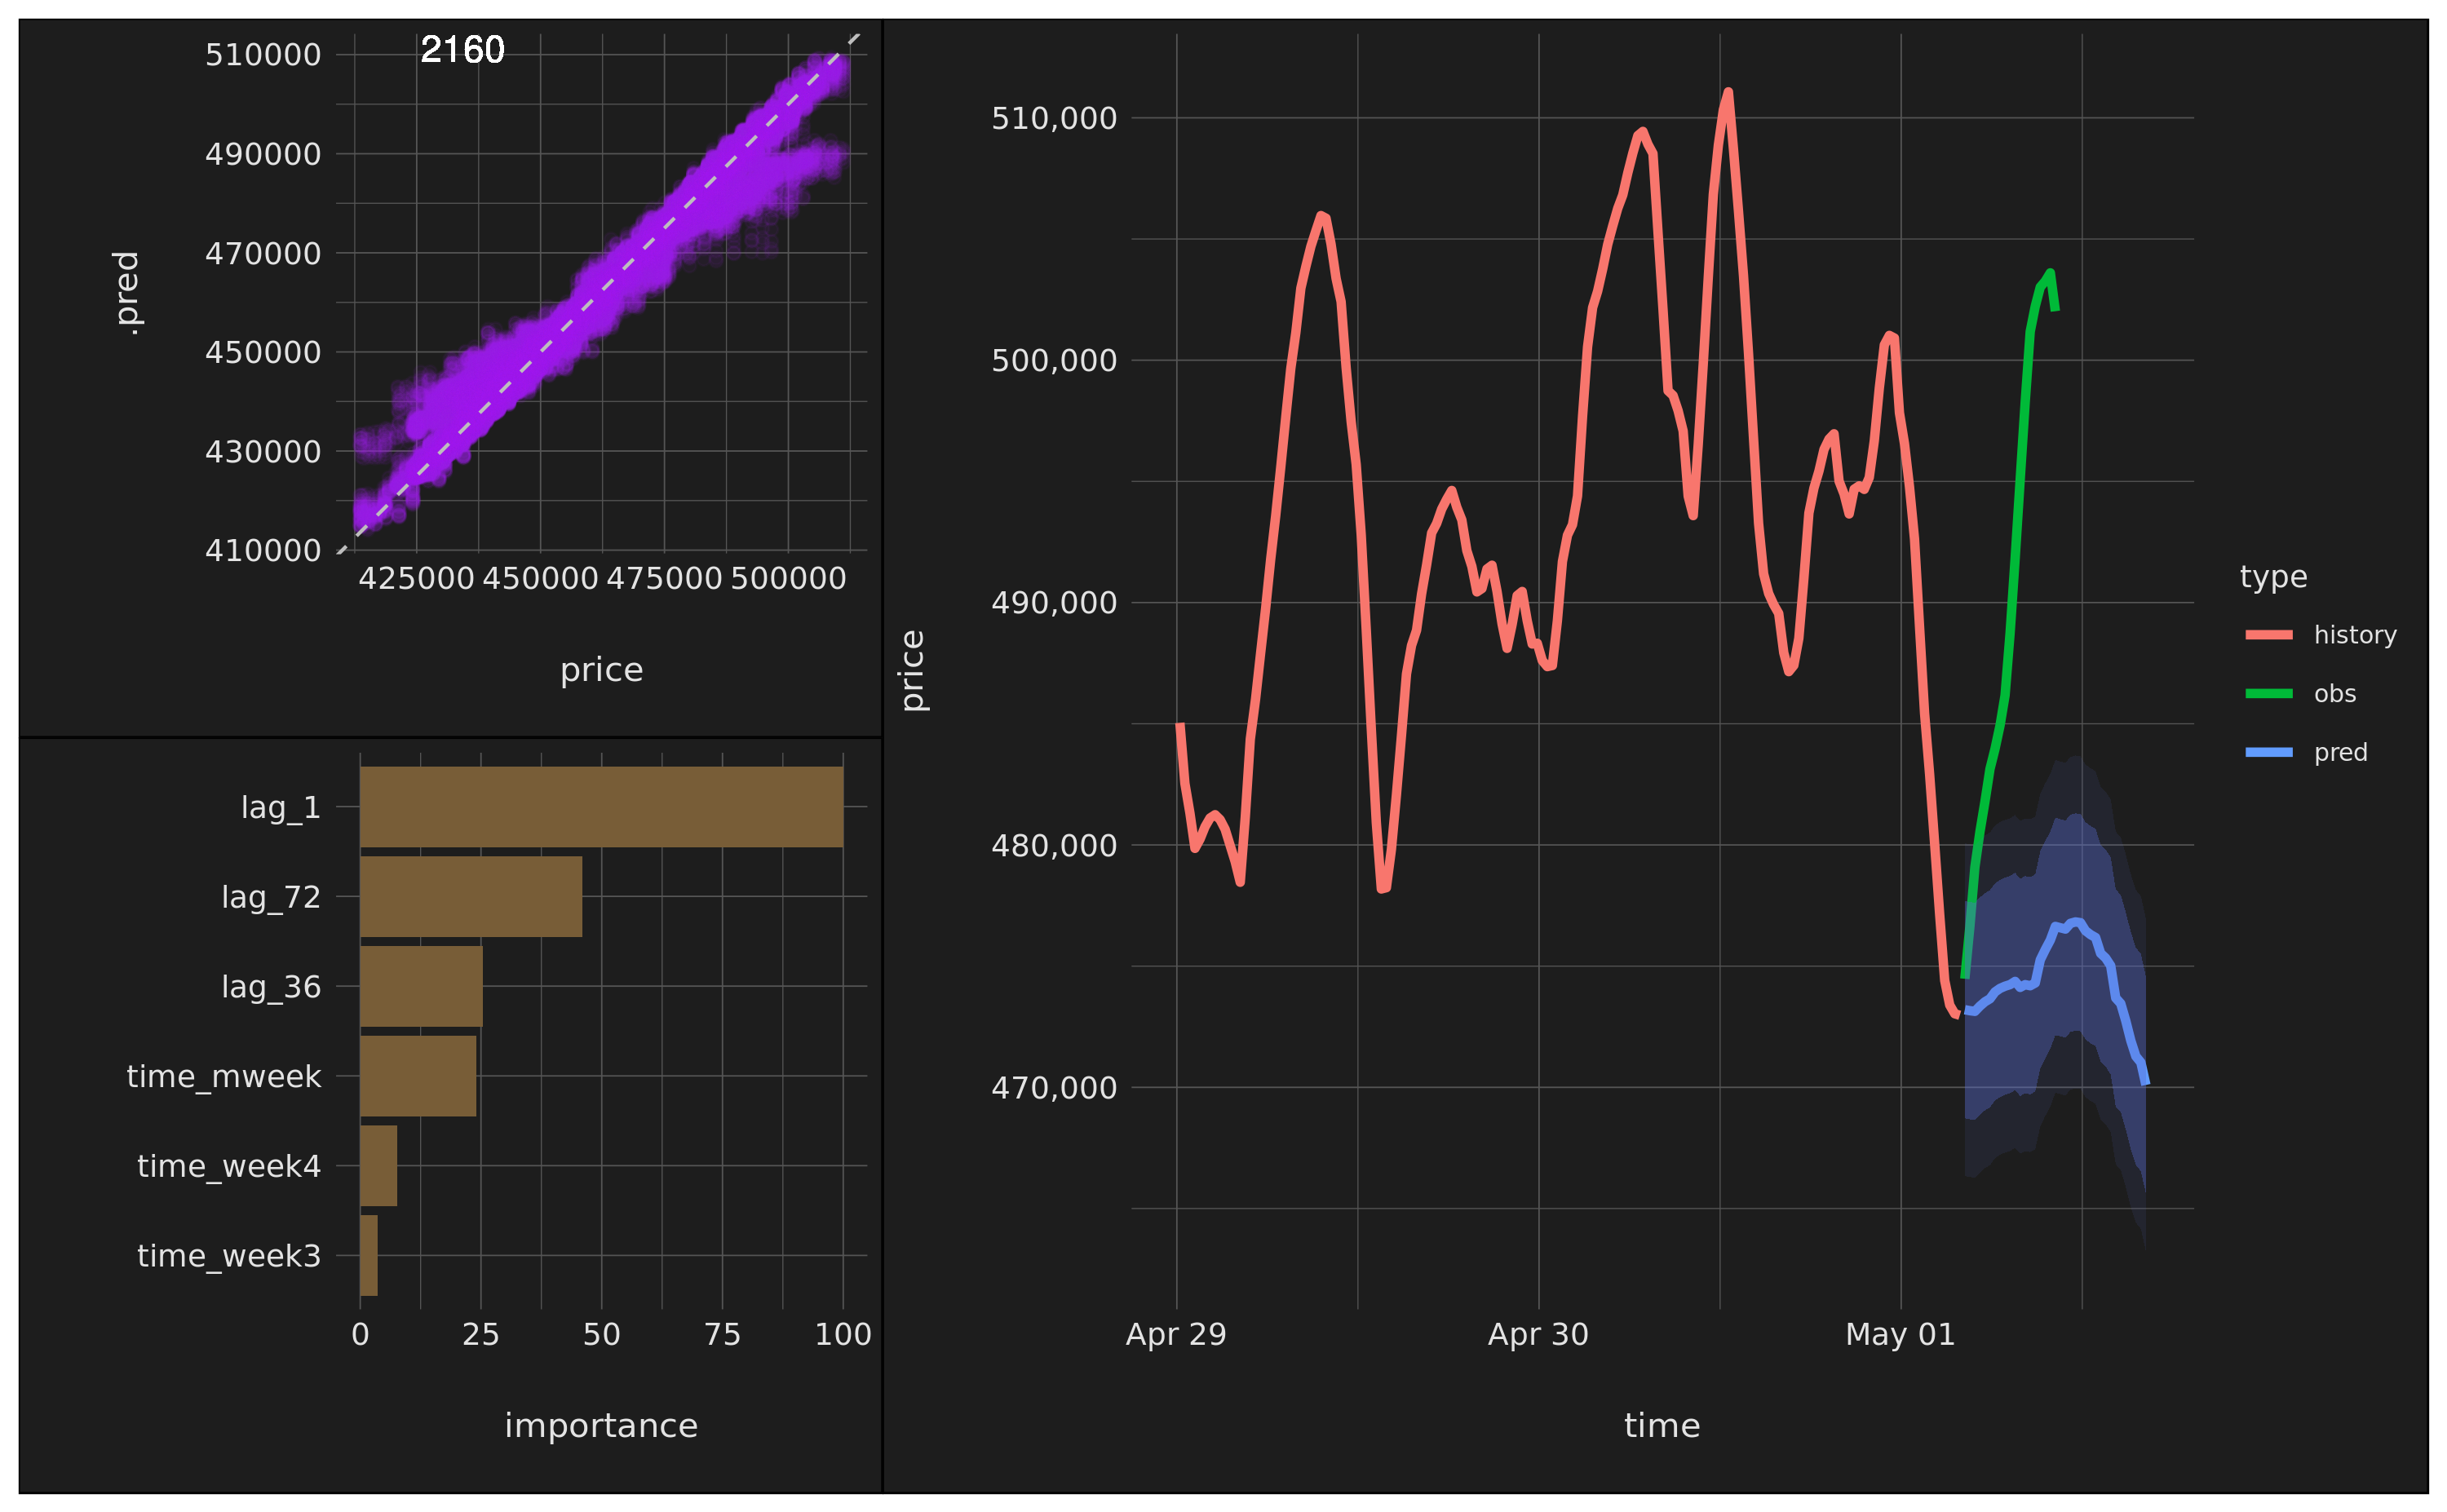 2160
510000
490000
470000
450000
430000
410000
.pred
425000 450000 475000 500000
price
lag_1
lag_72
lag_36
time_mweek
time_week4
time_week3
0 25 50 75 100
importance
510,000
500,000
490,000
480,000
470,000
price
Apr 29 Apr 30 May 01
time
type
history
obs
pred